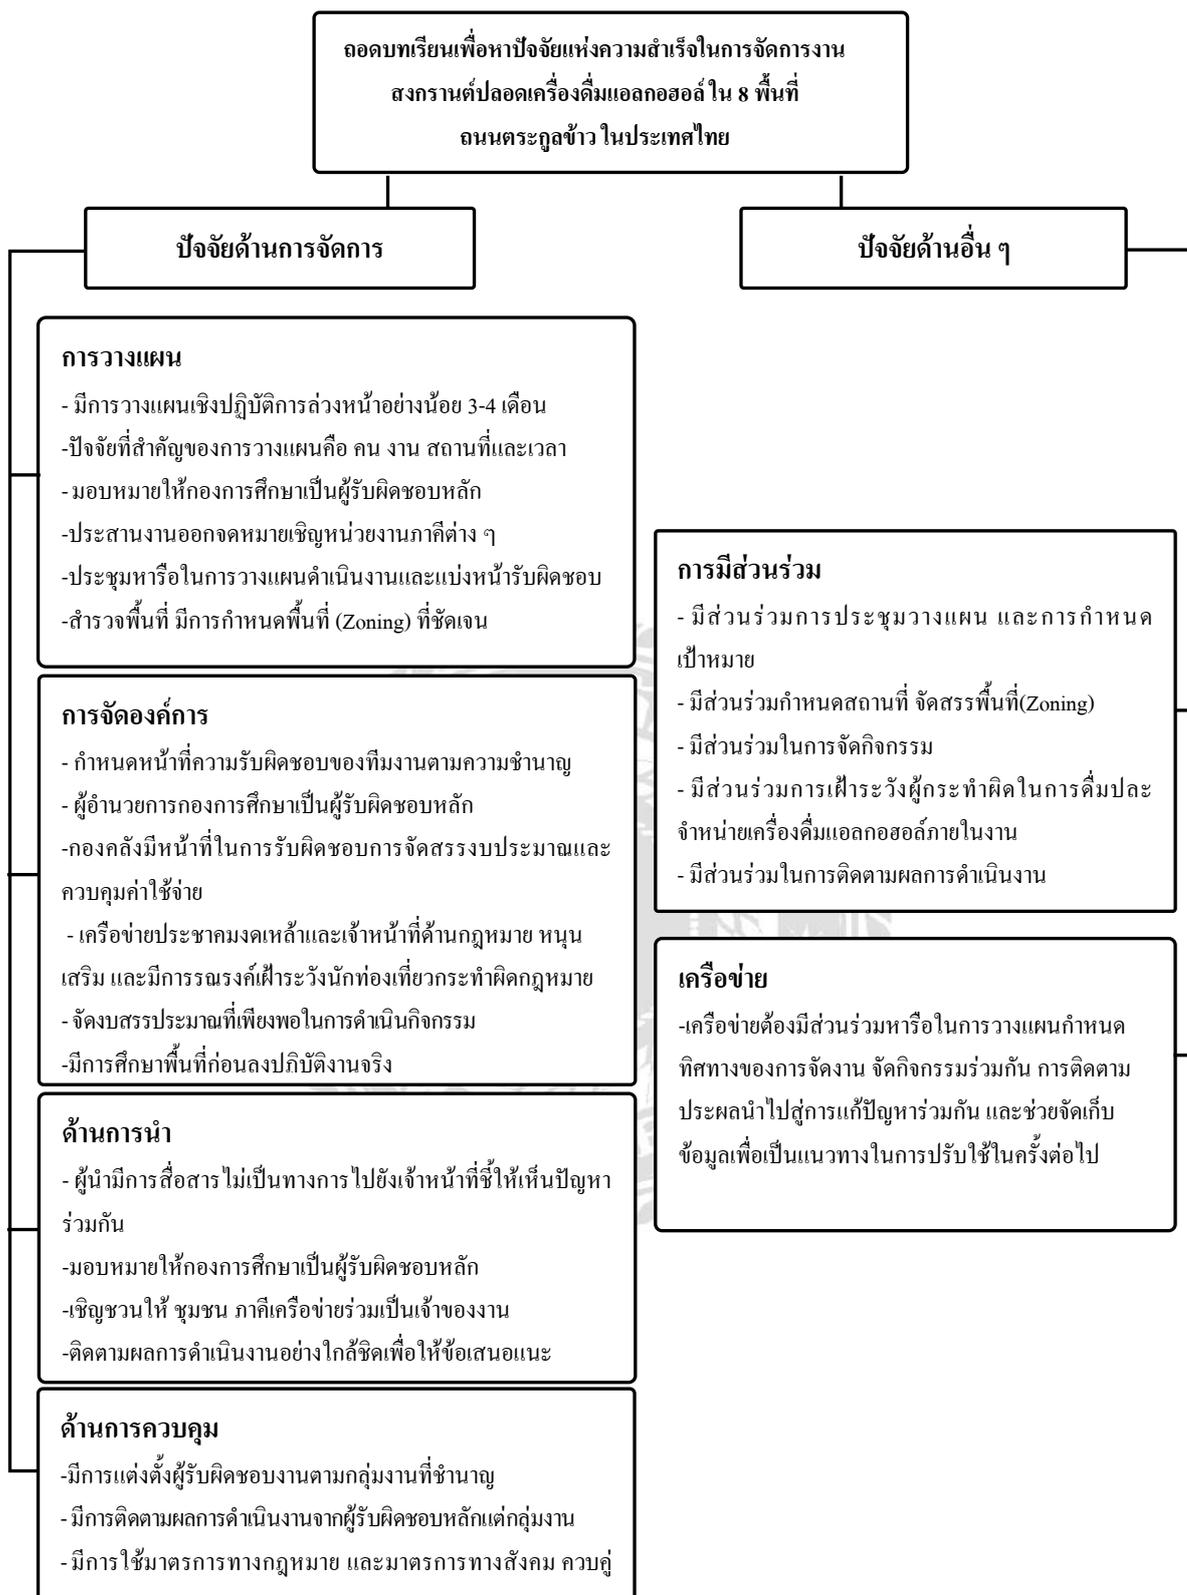 ถอดบทเรียนเพื่อหาปัจจัยแห่งความสำเร็จในการจัดการงาน
สงกรานต์ปลอดเครื่องดื่มแอลกอฮอล์ ใน 8 พื้นที่
ถนนตระกูลข้าว ในประเทศไทย
ปัจจัยด้านการจัดการ
ปัจจัยด้านอื่น ๆ
การวางแผน
- มีการวางแผนเชิงปฏิบัติการล่วงหน้าอย่างน้อย 3-4 เดือน
-ปัจจัยที่สำคัญของการวางแผนคือ คน งาน สถานที่และเวลา
- มอบหมายให้กองการศึกษาเป็นผู้รับผิดชอบหลัก
-ประสานงานออกจดหมายเชิญหน่วยงานภาคีต่าง ๆ
-ประชุมหารือในการวางแผนดำเนินงานและแบ่งหน้ารับผิดชอบ
-สำรวจพื้นที่ มีการกำหนดพื้นที่ (Zoning) ที่ชัดเจน
การจัดองค์การ
- กำหนดหน้าที่ความรับผิดชอบของทีมงานตามความชำนาญ
- ผู้อำนวยการกองการศึกษาเป็นผู้รับผิดชอบหลัก
-กองคลังมีหน้าที่ในการรับผิดชอบการจัดสรรงบประมาณและ
ควบคุมค่าใช้จ่าย
- เครือข่ายประชาคมงดเหล้าและเจ้าหน้าที่ด้านกฎหมาย หนุน
เสริม และมีการรณรงค์เฝ้าระวังนักท่องเที่ยวกระทำผิดกฎหมาย
- จัดงบสรรประมาณที่เพียงพอในการดำเนินกิจกรรม
-มีการศึกษาพื้นที่ก่อนลงปภิบัติงานจริง
ด้านการนำ
- ผู้นำมีการสื่อสารไม่เป็นทางการไปยังเจ้าหน้าที่ชี้ให้เห็นปัญหา
ร่วมกัน
-มอบหมายให้กองการศึกษาเป็นผู้รับผิดชอบหลัก
-เชิญชวนให้ ชุมชน ภาคีเครือข่ายร่วมเป็นเจ้าของงาน
-ติดตามผลการดำเนินงานอย่างใกล้ชิดเพื่อให้ข้อเสนอแนะ
ด้านการควบคุม
-มีการแต่งตั้งผู้รับผิดชอบงานตามกลุ่มงานที่ชำนาญ
- มีการติดตามผลการดำเนินงานจากผู้รับผิดชอบหลักแต่กลุ่มงาน
- มีการใช้มาตรการทางกฎหมาย และมาตรการทางสังคม ควบคู่
การมีส่วนร่วม
- มีส่วนร่วมการประชุมวางแผน และการกำหนด
เป้าหมาย
- มีส่วนร่วมกำหนดสถานที่ จัดสรรพื้นที่(Zoning)
- มีส่วนร่วมในการจัดกิจกรรม
- มีส่วนร่วมการเฝ้าระวังผู้กระทำผิดในการดื่มปละ
จำหน่ายเครื่องดื่มแอลกอฮอล์ภายในงาน
- มีส่วนร่วมในการติดตามผลการดำเนินงาน
เครือข่าย
-เครือข่ายต้องมีส่วนร่วมหารือในการวางแผนกำหนด
ทิศทางของการจัดงาน จัดกิจกรรมร่วมกัน การติดตาม
ประผลนำไปสู่การแก้ปัญหาร่วมกัน และช่วยจัดเก็บ
ข้อมูลเพื่อเป็นแนวทางในการปรับใช้ในครั้งต่อไป